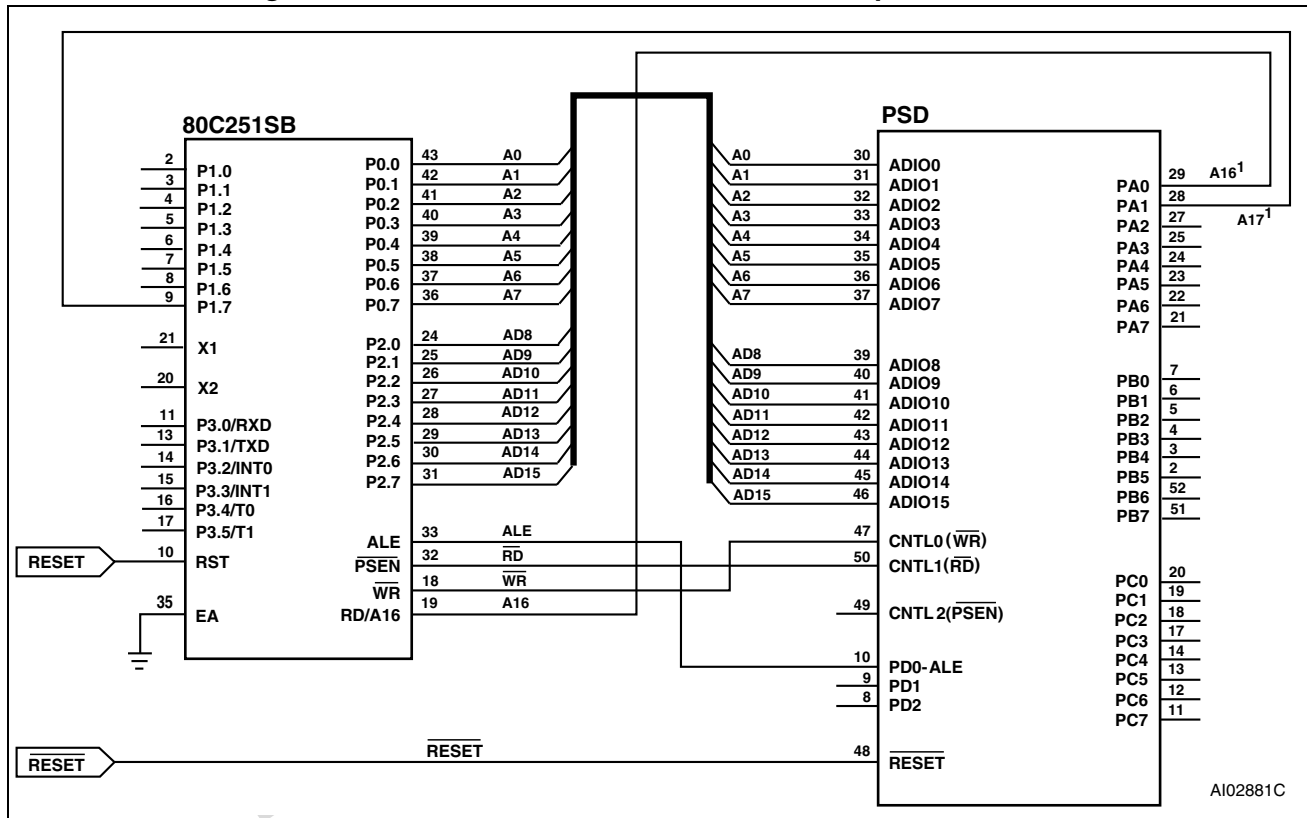 80C251SB
2 P1.0
3 P1.1
4 P1.2
5 P1.3
6 P1.4
7 P1.5
8 P1.6
9 P1.7
21 X1
20 X2
11 P3.0/RXD
13 P3.1/TXD
14 P3.2/INT0
15 P3.3/INT1
16 P3.4/T0
17 P3.5/T1
RESET 10 RST
35 EA
P0.0 43 A0
P0.1 42 A1
P0.2 41 A2
P0.3 40 A3
P0.4 39 A4
P0.5 38 A5
P0.6 37 A6
P0.7 36 A7
P2.0 24 AD8
P2.1 25 AD9
P2.2 26 AD10
P2.3 27 AD11
P2.4 28 AD12
P2.5 29 AD13
P2.6 30 AD14
P2.7 31 AD15
ALE 33 ALE
PSEN 32 RD
WR 18 WR
RD/A16 19 A16
PSD
A0 30 ADIO0
A1 31 ADIO1
A2 32 ADIO2
A3 33 ADIO3
A4 34 ADIO4
A5 35 ADIO5
A6 36 ADIO6
A7 37 ADIO7
AD8 39 ADIO8
AD9 40 ADIO9
AD10 41 ADIO10
AD11 42 ADIO11
AD12 43 ADIO12
AD13 44 ADIO13
AD14 45 ADIO14
AD15 46 ADIO15
47 CNTL0 (WR)
50 CNTL1(RD)
49 CNTL 2(PSEN)
10 PD0-ALE
9 PD1
8 PD2
RESET RESET 48 RESET
PA0 29 A16¹
PA1 28 A17¹
PA2 27
PA3 25
PA4 24
PA5 23
PA6 22
PA7 21
PB0 7
PB1 6
PB2 5
PB3 4
PB4 3
PB5 2
PB6 52
PB7 51
PC0 20
PC1 19
PC2 18
PC3 17
PC4 14
PC5 13
PC6 12
PC7 11
AI02881C